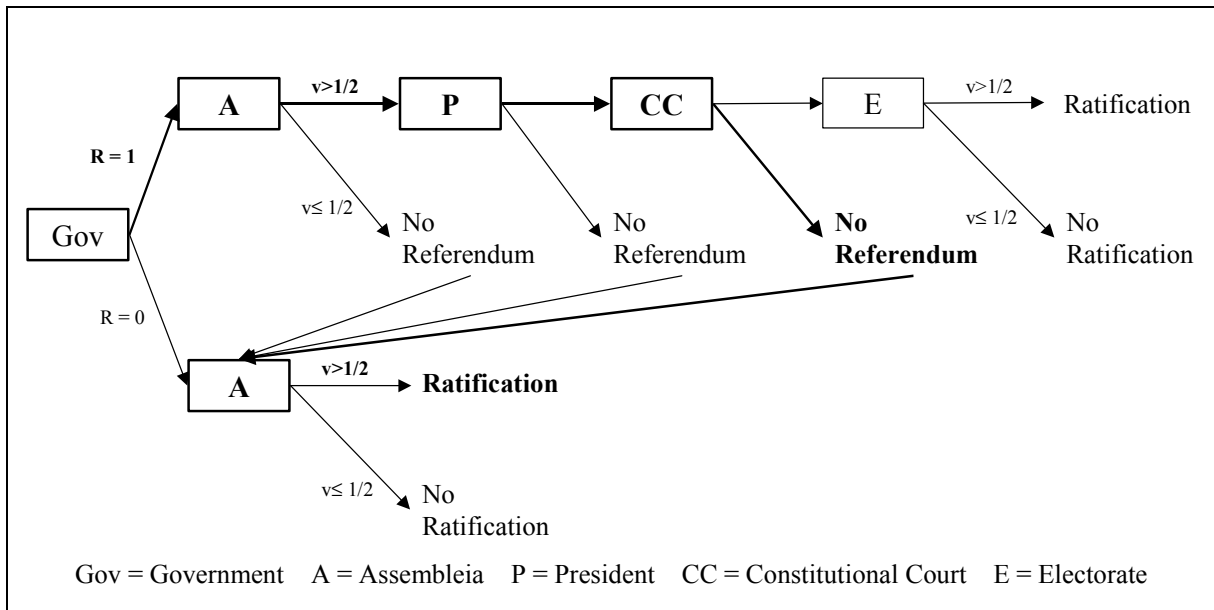 v>1/2
v>1/2
A
P
CC
E
Ratification
R = 1
v≤ 1/2
v≤ 1/2
Gov
No
Referendum
No
Referendum
No
Referendum
No
Ratification
R = 0
v>1/2
A
Ratification
v≤ 1/2
No
Ratification
Gov = Government A = Assembleia P = President CC = Constitutional Court E = Electorate